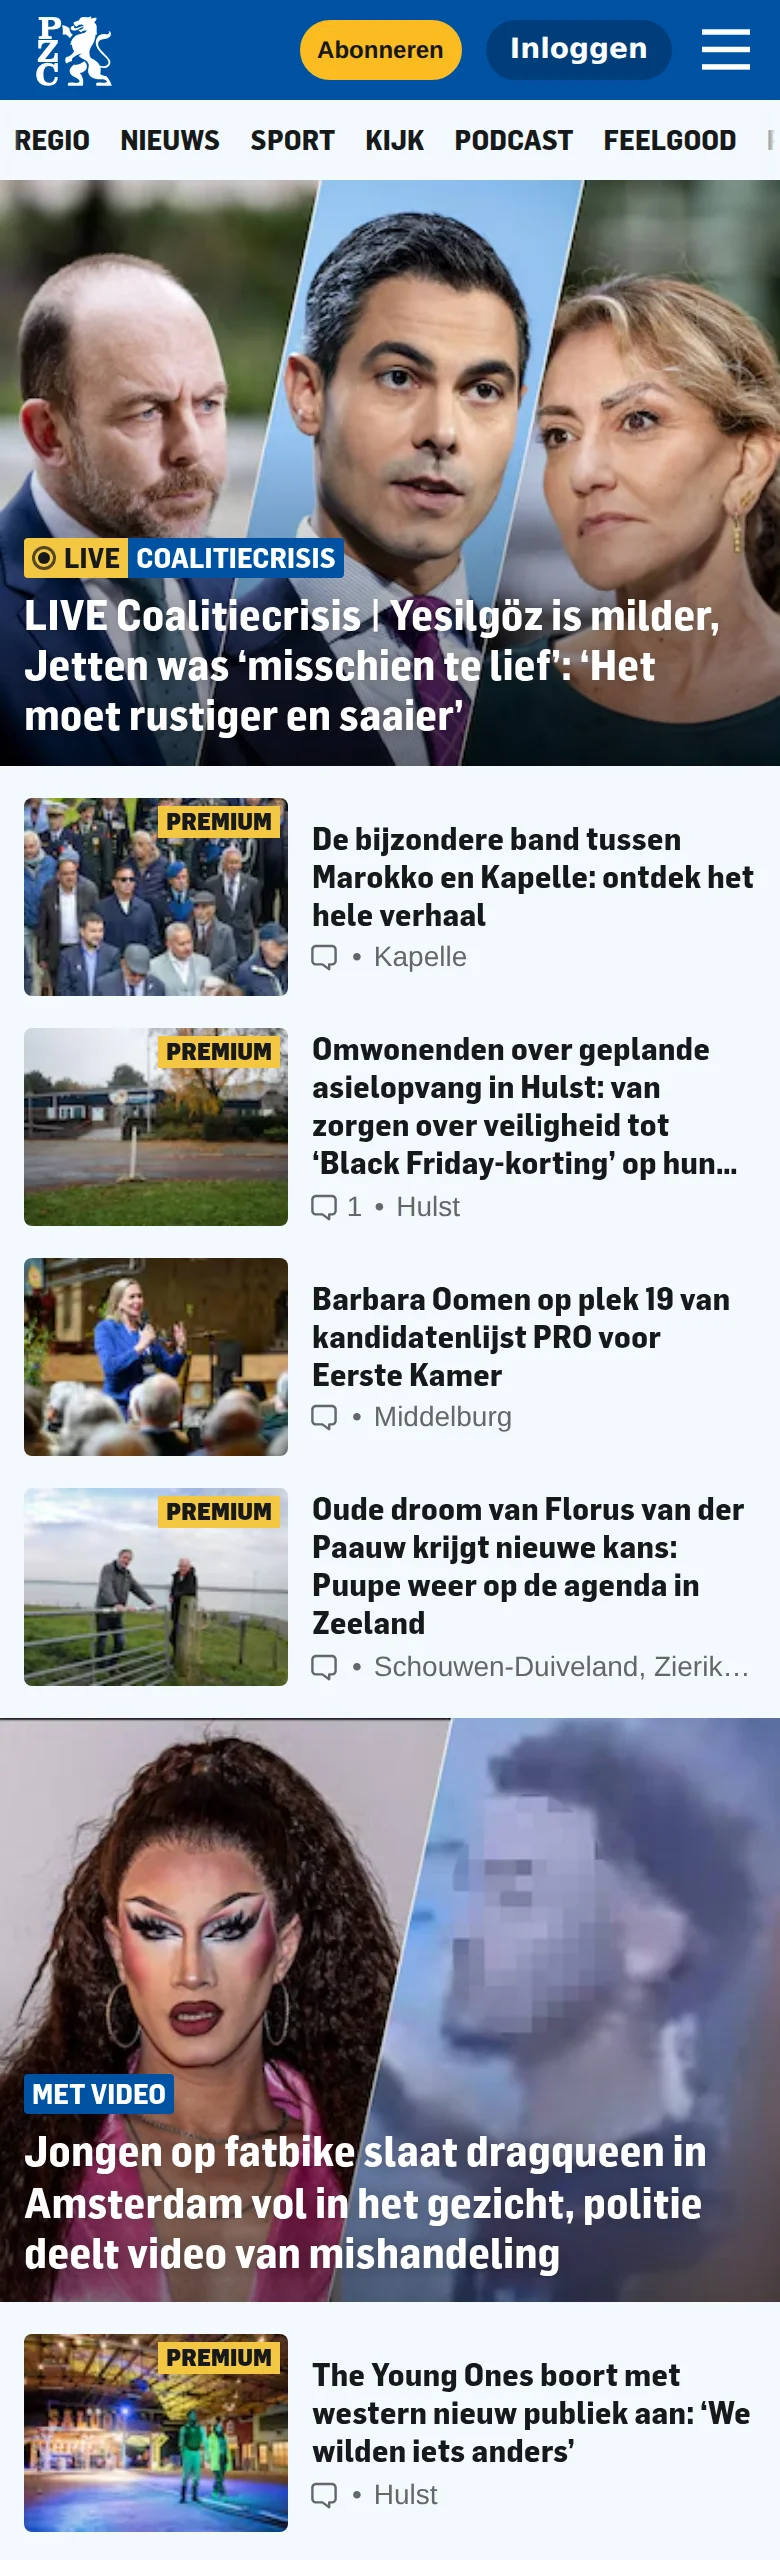 PZC
Abonneren
Inloggen
REGIO NIEUWS SPORT KIJK PODCAST FEELGOOD
LIVE COALITIECRISIS
LIVE Coalitiecrisis | Yesilgöz is milder,
Jetten was ‘misschien te lief’: ‘Het
moet rustiger en saaier’
PREMIUM
De bijzondere band tussen
Marokko en Kapelle: ontdek het
hele verhaal
• Kapelle
PREMIUM
Omwonenden over geplande
asielopvang in Hulst: van
zorgen over veiligheid tot
‘Black Friday-korting’ op hun...
1 • Hulst
Barbara Oomen op plek 19 van
kandidatenlijst PRO voor
Eerste Kamer
• Middelburg
PREMIUM
Oude droom van Florus van der
Paauw krijgt nieuwe kans:
Puupe weer op de agenda in
Zeeland
• Schouwen-Duiveland, Zierik...
MET VIDEO
Jongen op fatbike slaat dragqueen in
Amsterdam vol in het gezicht, politie
deelt video van mishandeling
PREMIUM
The Young Ones boort met
western nieuw publiek aan: ‘We
wilden iets anders’
• Hulst